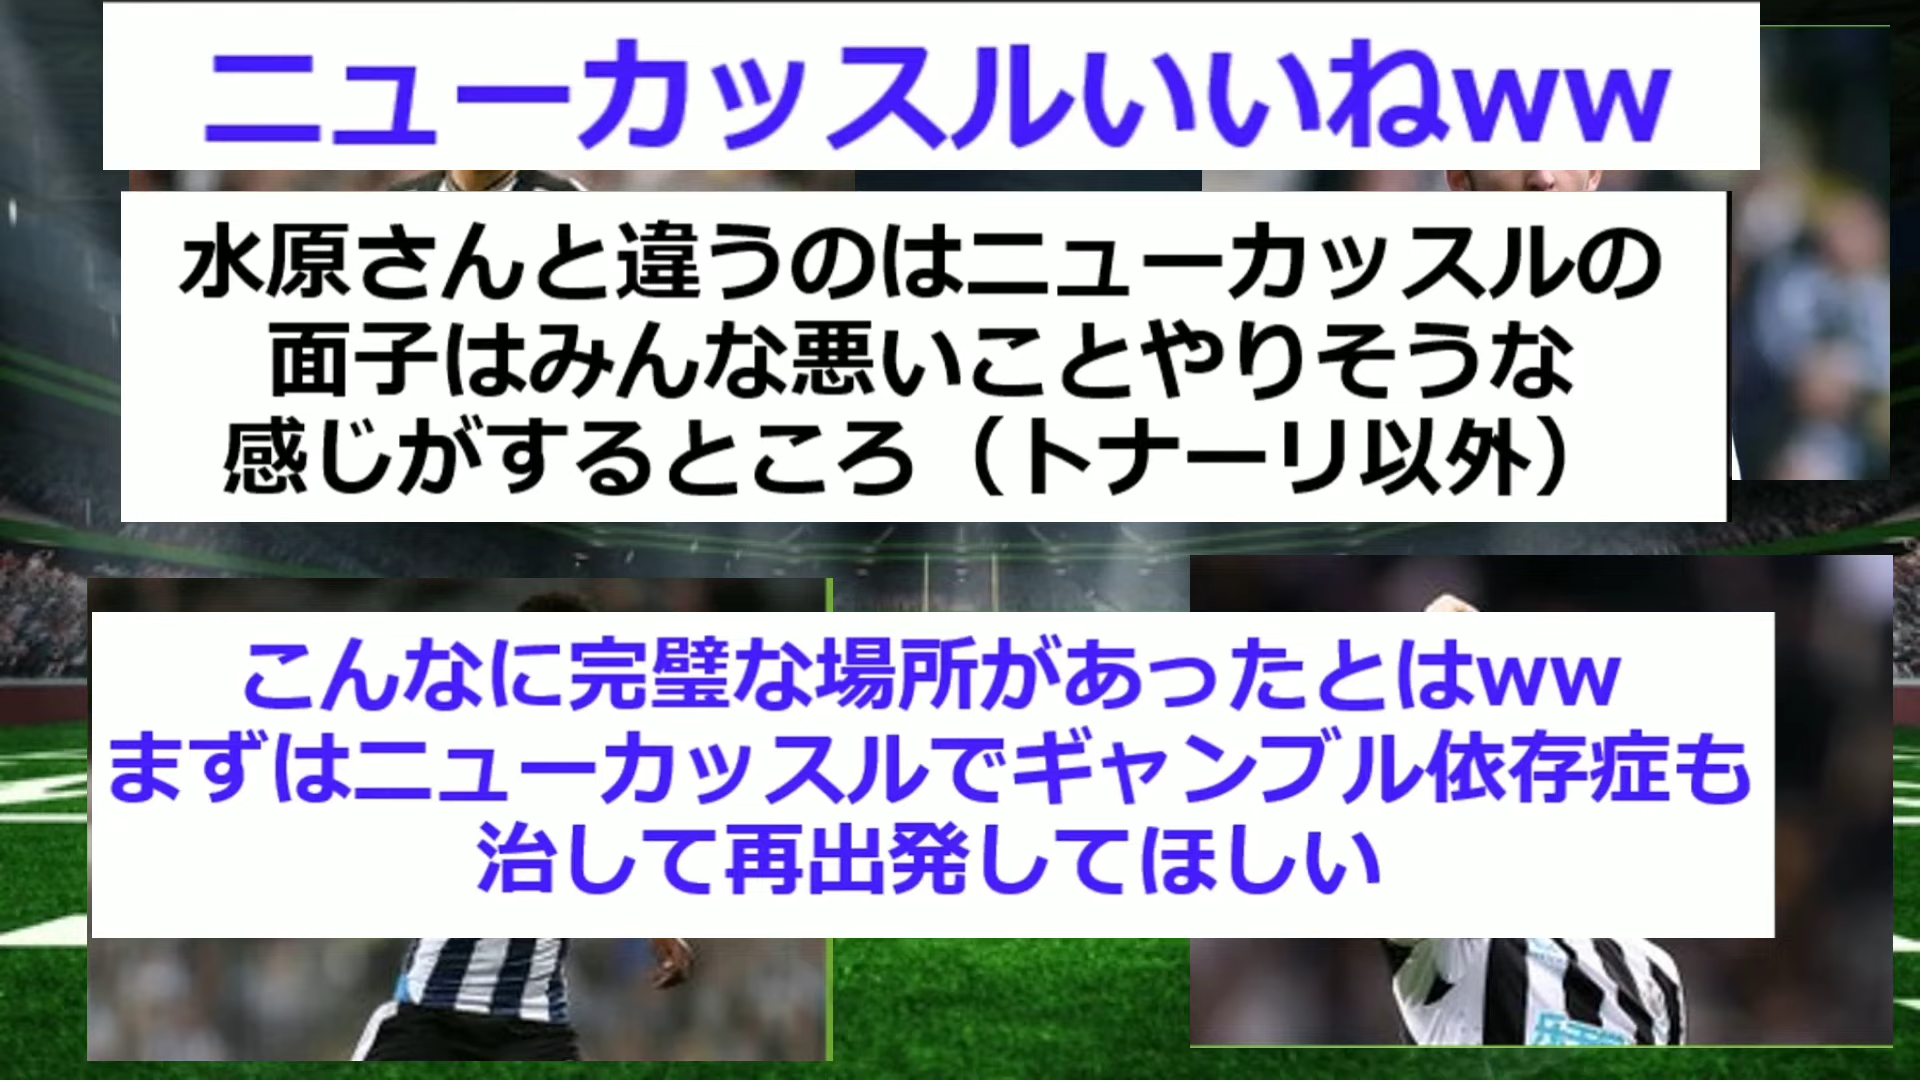 ニューカッスルいいねww
水原さんと違うのはニューカッスルの
面子はみんな悪いことやりそうな
感じがするところ（トナーリ以外）
こんなに完璧な場所があったとはww
まずはニューカッスルでギャンブル依存症も
治して再出発してほしい